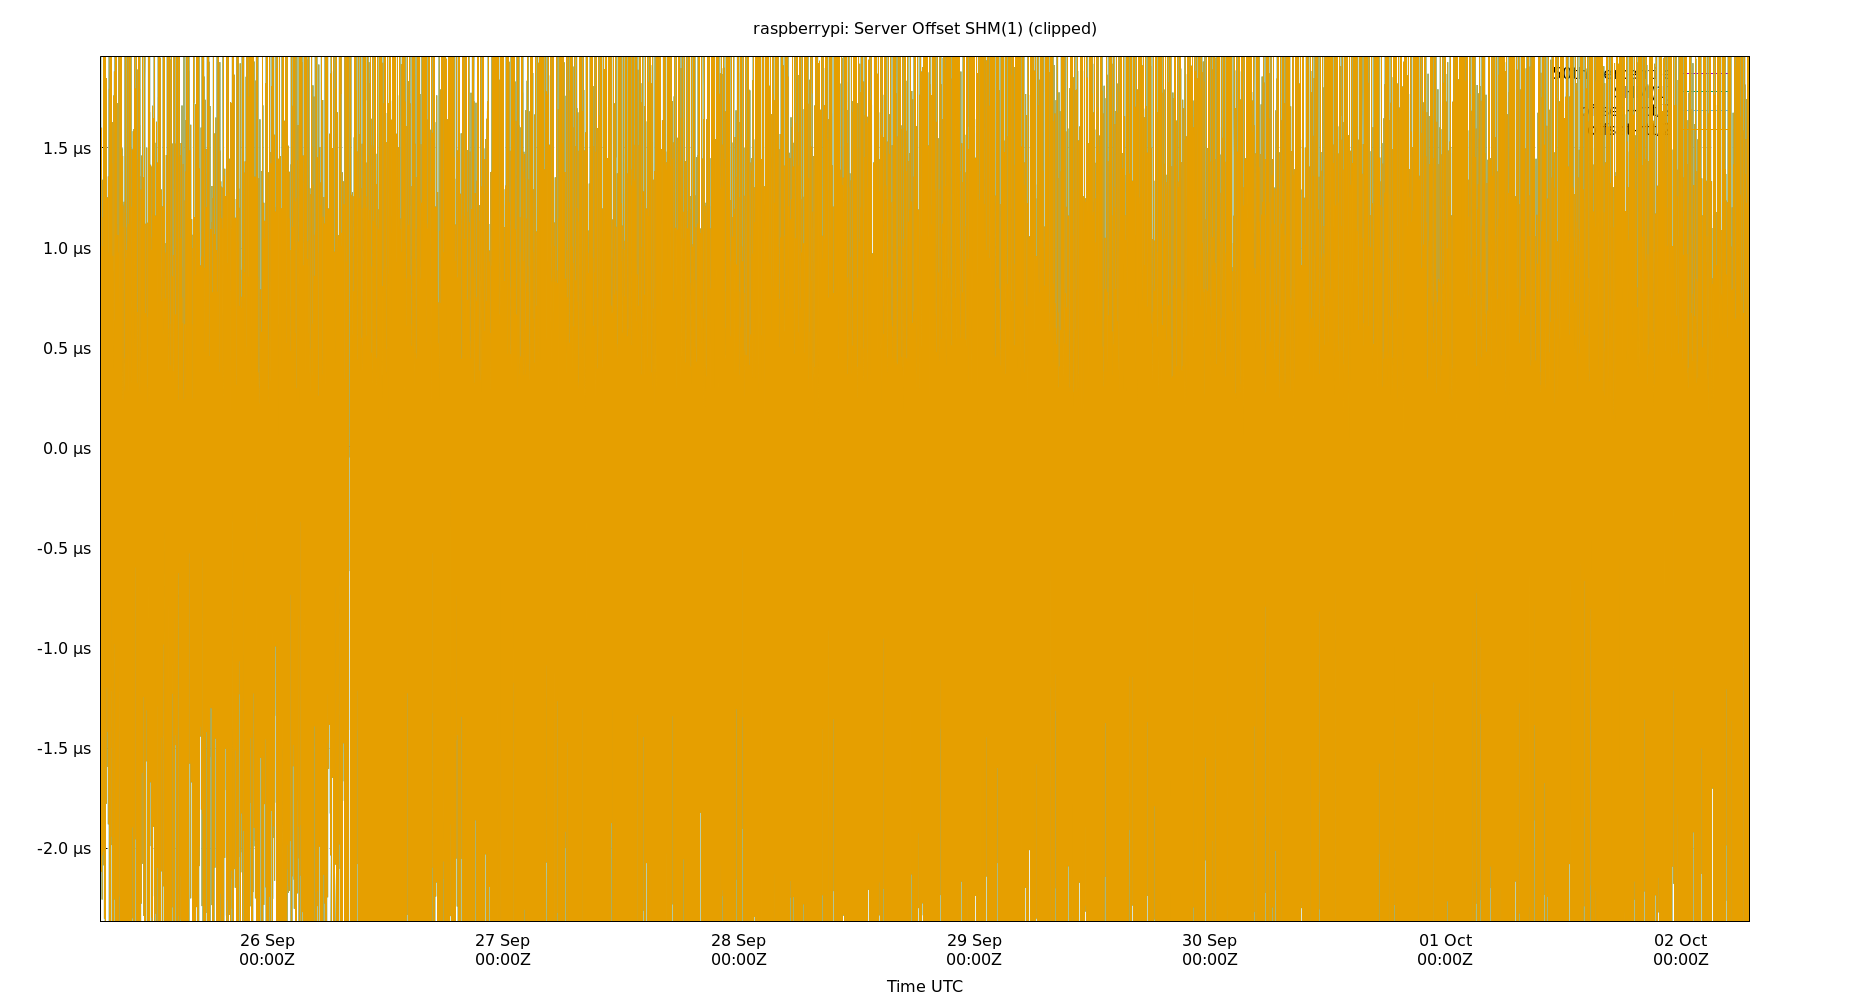 raspberrypi: Server Offset SHM(1) (clipped)
1.5 µs
1.0 µs
0.5 µs
0.0 µs
-0.5 µs
-1.0 µs
-1.5 µs
-2.0 µs
26 Sep 27 Sep 28 Sep 29 Sep 30 Sep 01 Oct 02 Oct
00:00Z 00:00Z 00:00Z 00:00Z 00:00Z 00:00Z 00:00Z
Time UTC